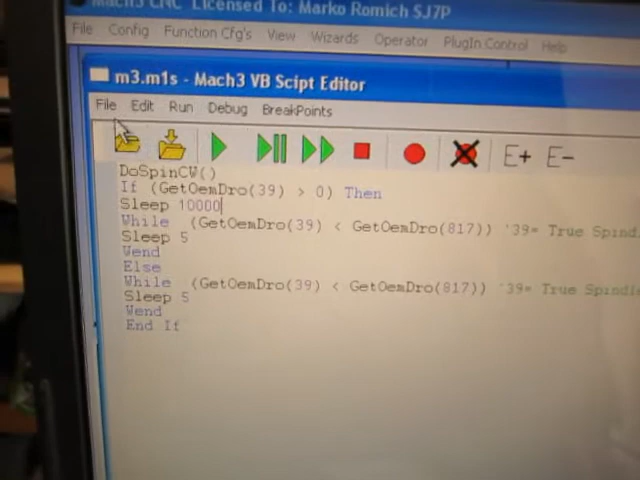 Mach3 CNC Licensed To: Marko Romich SJ7P
File Config Function Cfg's View Wizards Operator PlugIn Control Help
m3.m1s - Mach3 VB Scipt Editor
File Edit Run Debug BreakPoints
E+ E-
DoSpinCW()
If (GetOemDro(39) > 0) Then
Sleep 10000
While (GetOemDro(39) < GetOemDro(817)) '39= True Spind
Sleep 5
Wend
Else
While (GetOemDro(39) < GetOemDro(817)) '39= True Spindl
Sleep 5
Wend
End If